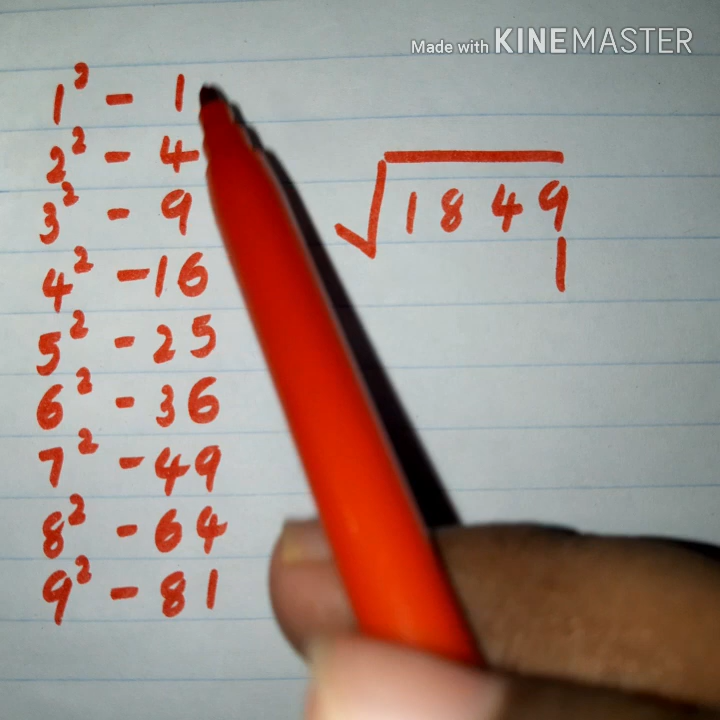 Made with KINEMASTER
1² - 1
2² - 4
3² - 9
4² - 16
5² - 25
6² - 36
7² - 49
8² - 64
9² - 81
√1849
1